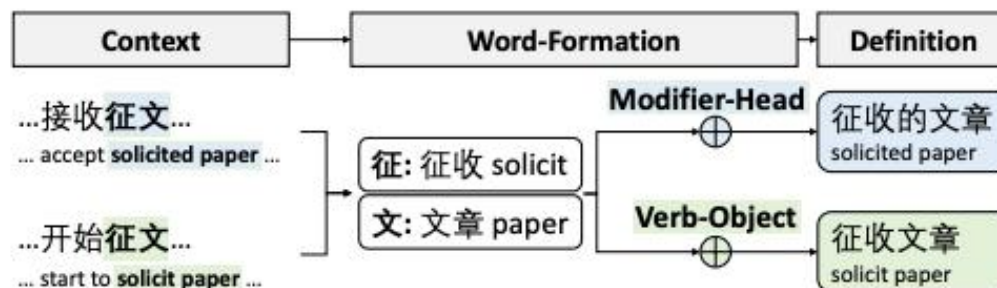 Context
Word-Formation
Definition
...接收征文...
... accept solicited paper ...
...开始征文...
... start to solicit paper ...
征: 征收 solicit
文: 文章 paper
Modifier-Head
Verb-Object
征收的文章
solicited paper
征收文章
solicit paper